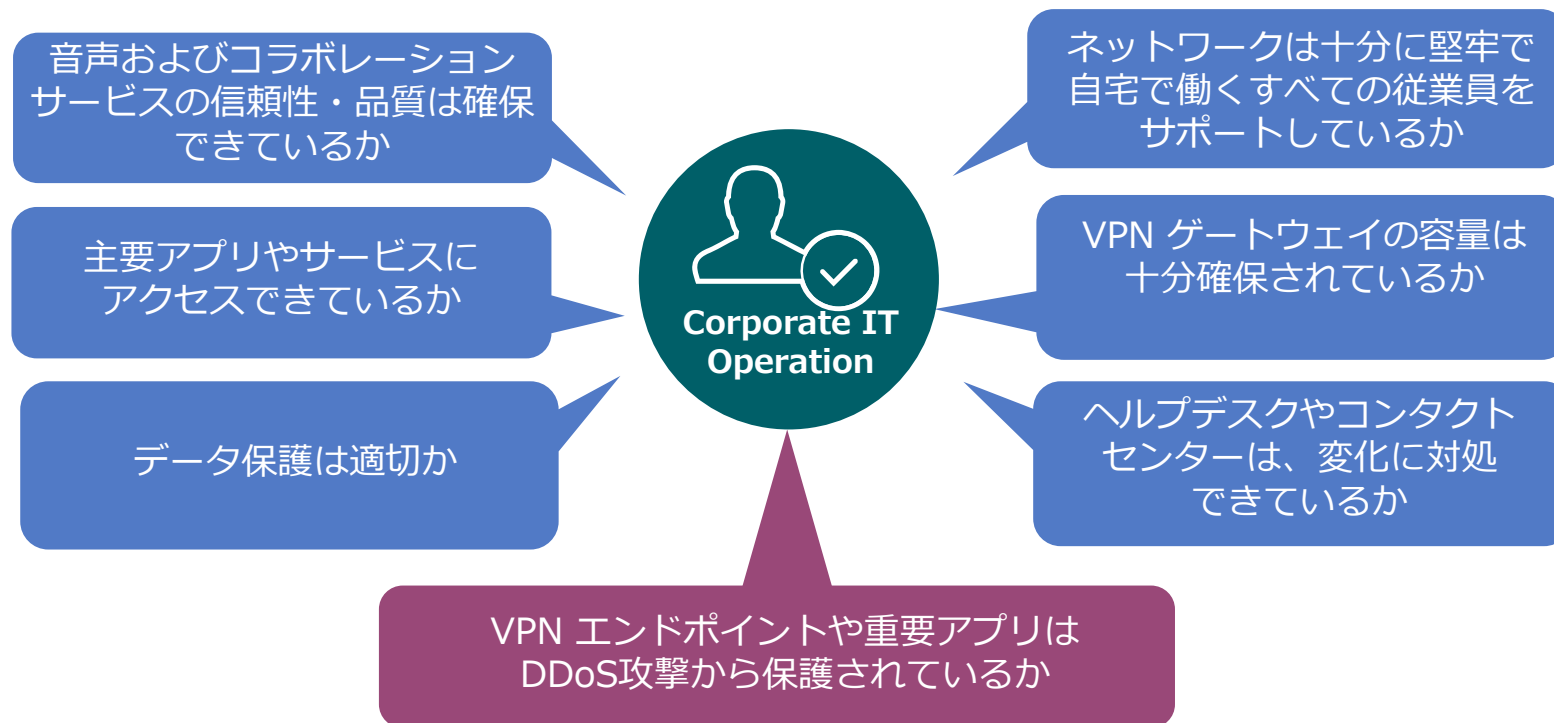 音声およびコラボレーション
サービスの信頼性・品質は確保
できているか
主要アプリやサービスに
アクセスできているか
データ保護は適切か
Corporate IT
Operation
ネットワークは十分に堅牢で
自宅で働くすべての従業員を
サポートしているか
VPN ゲートウェイの容量は
十分確保されているか
ヘルプデスクやコンタクト
センターは、変化に対処
できているか
VPN エンドポイントや重要アプリは
DDoS攻撃から保護されているか